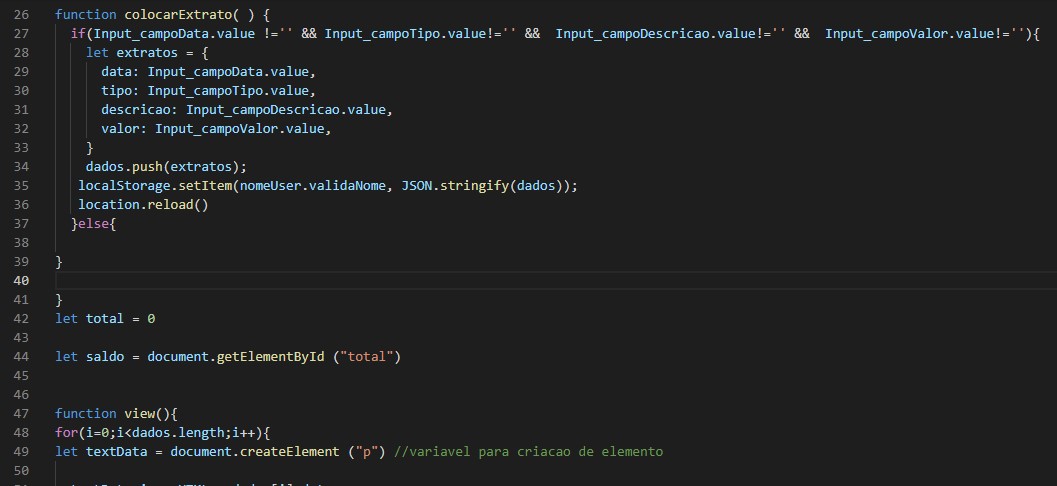 26 function colocarExtrato( ) {
27 if(Input_campoData.value !='' && Input_campoTipo.value!='' &&  Input_campoDescricao.value!='' &&  Input_campoValor.value!=''){
28 let extratos = {
29 data: Input_campoData.value,
30 tipo: Input_campoTipo.value,
31 descricao: Input_campoDescricao.value,
32 valor: Input_campoValor.value,
33 }
34 dados.push(extratos);
35 localStorage.setItem(nomeUser.validaNome, JSON.stringify(dados));
36 location.reload()
37 }else{
38
39 }
40
41 }
42 let total = 0
43
44 let saldo = document.getElementById ("total")
45
46
47 function view(){
48 for(i=0;i<dados.length;i++){
49 let textData = document.createElement ("p") //variavel para criacao de elemento
50